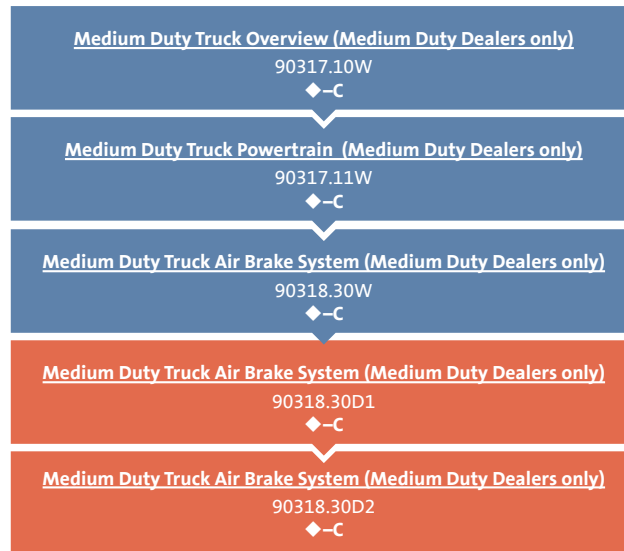 Medium Duty Truck Overview (Medium Duty Dealers only)
90317.10W
◆–C
Medium Duty Truck Powertrain (Medium Duty Dealers only)
90317.11W
◆–C
Medium Duty Truck Air Brake System (Medium Duty Dealers only)
90318.30W
◆–C
Medium Duty Truck Air Brake System (Medium Duty Dealers only)
90318.30D1
◆–C
Medium Duty Truck Air Brake System (Medium Duty Dealers only)
90318.30D2
◆–C